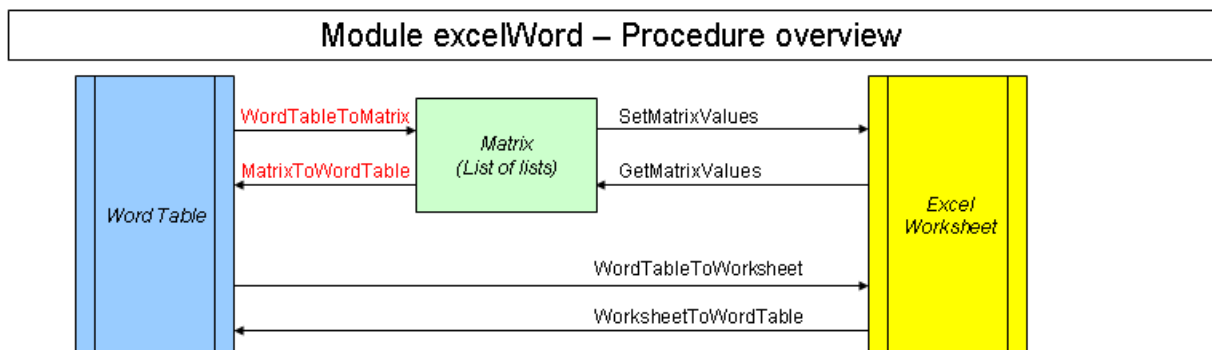 Module excelWord – Procedure overview
WordTableToMatrix
SetMatrixValues
Matrix
(List of lists)
MatrixToWordTable
GetMatrixValues
Word Table
Excel
Worksheet
WordTableToWorksheet
WorksheetToWordTable